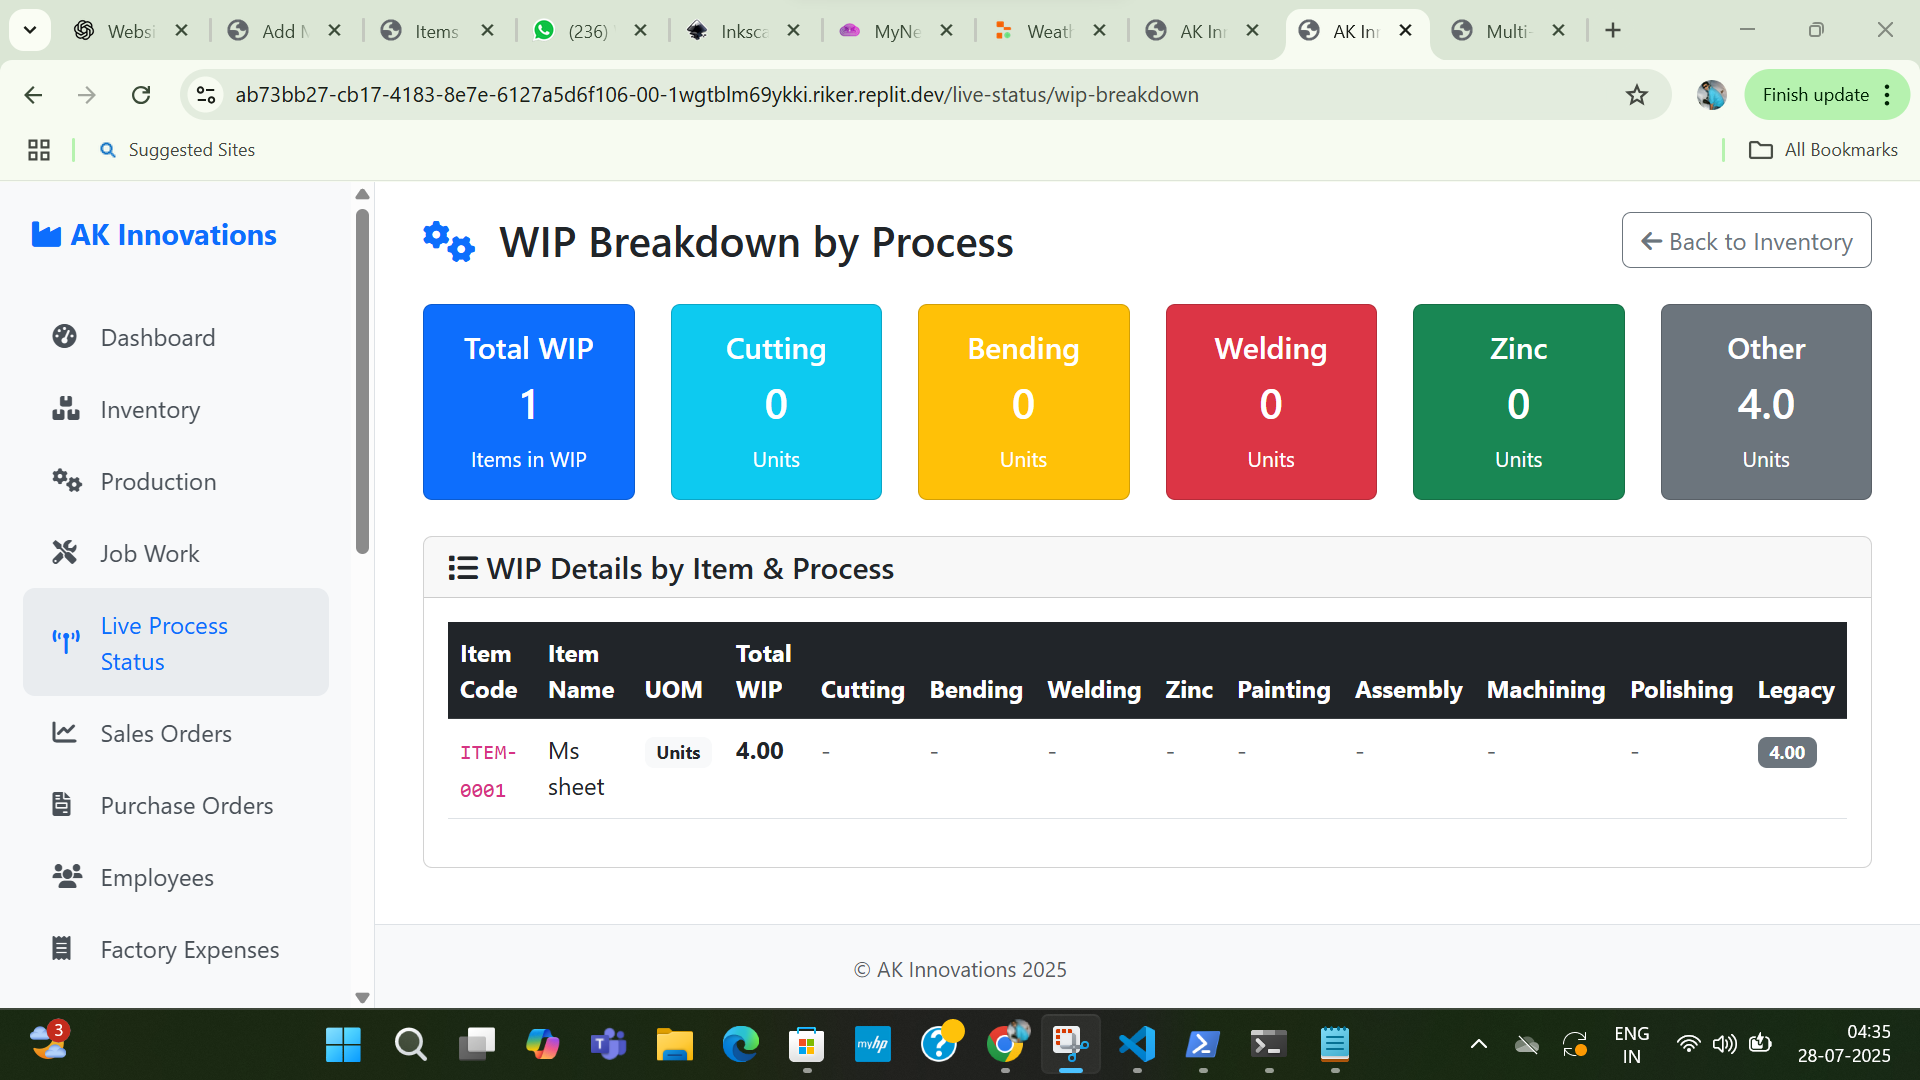 Websi
Add M
Items
(236)
Inksca
MyNe
Weath
AK Inn
AK Inn
Multi-
ab73bb27-cb17-4183-8e7e-6127a5d6f106-00-1wgtblm69ykki.riker.replit.dev/live-status/wip-breakdown
Finish update
Suggested Sites
All Bookmarks
AK Innovations
Dashboard
Inventory
Production
Job Work
Live Process
Status
Sales Orders
Purchase Orders
Employees
Factory Expenses
WIP Breakdown by Process
Back to Inventory
Total WIP
1
Items in WIP
Cutting
0
Units
Bending
0
Units
Welding
0
Units
Zinc
0
Units
Other
4.0
Units
WIP Details by Item & Process
Item Code Item Name UOM Total WIP Cutting Bending Welding Zinc Painting Assembly Machining Polishing Legacy
ITEM-0001 Ms sheet Units 4.00 - - - - - - - - 4.00
© AK Innovations 2025
3
myhp
ENG
IN
04:35
28-07-2025